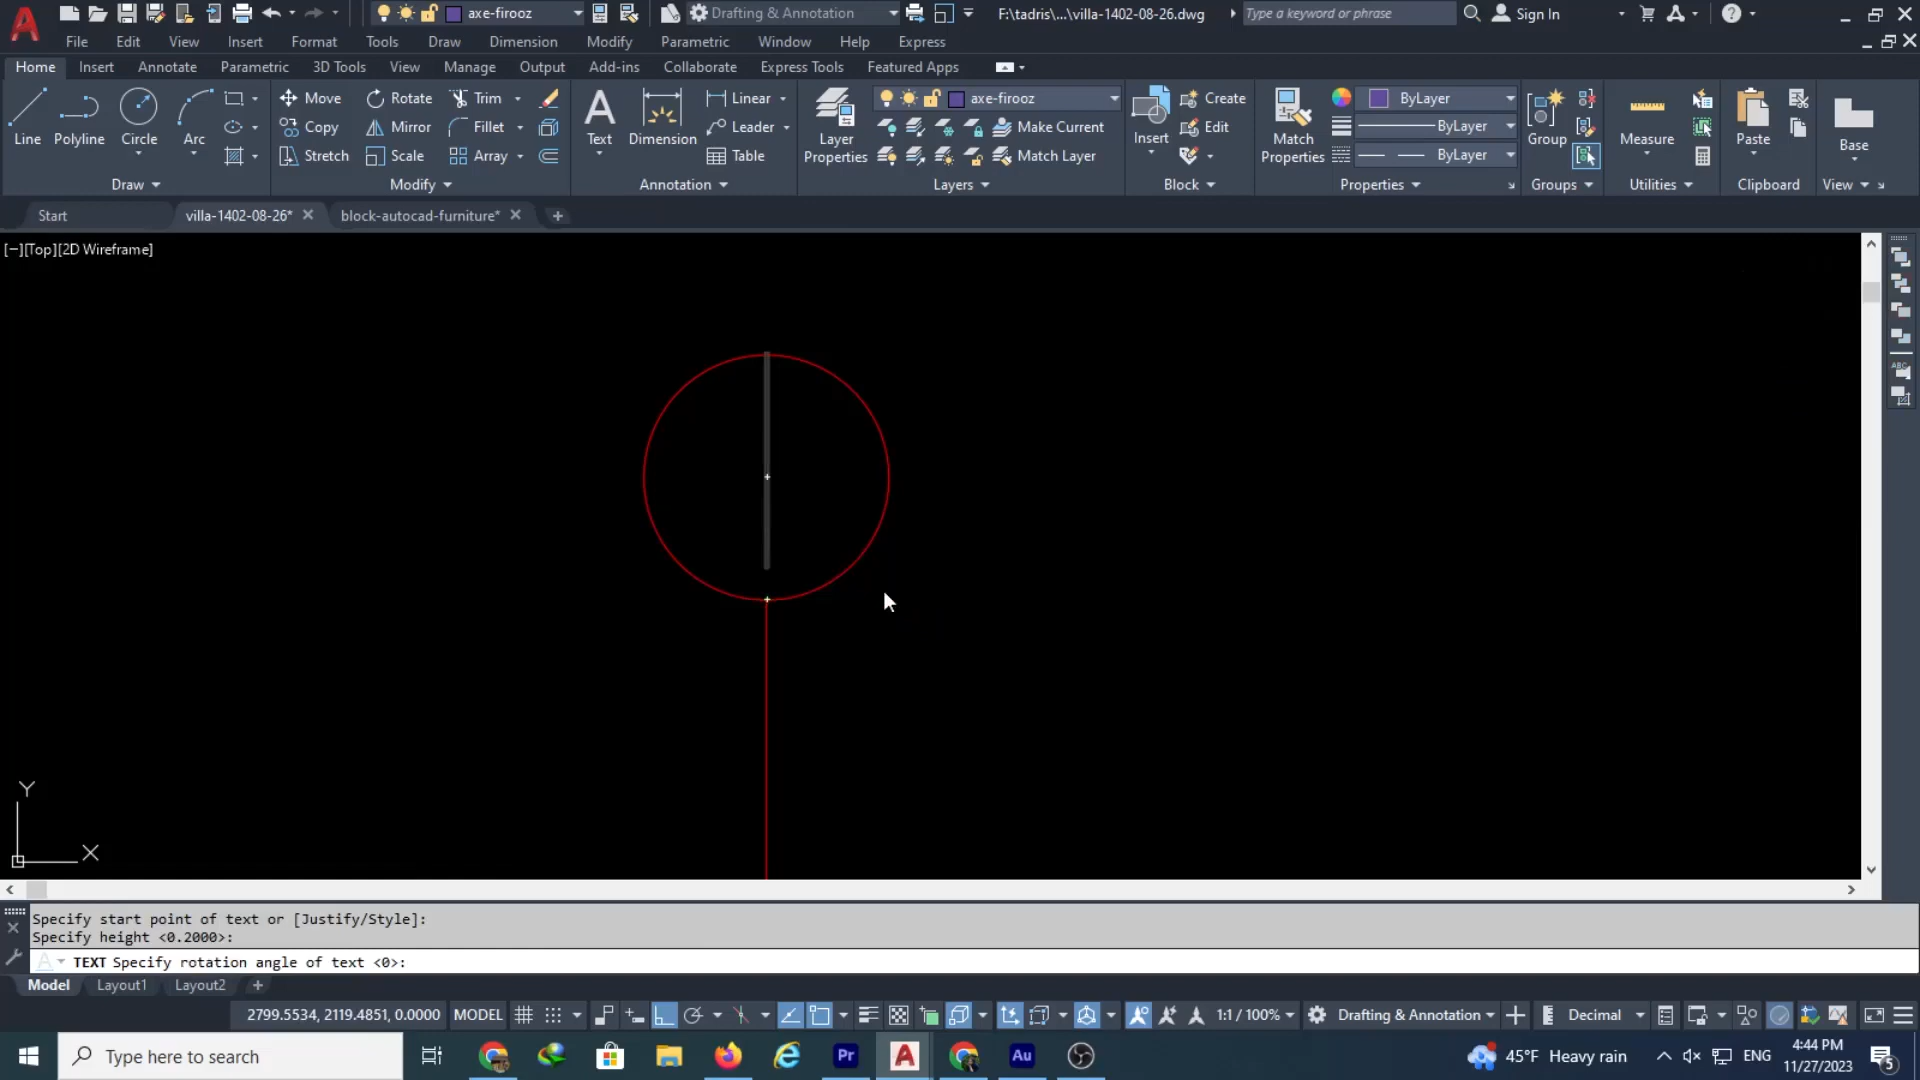 axe-firooz
Drafting & Annotation
F:\tadris\...\villa-1402-08-26.dwg
Type a keyword or phrase
Sign In
File Edit View Insert Format Tools Draw Dimension Modify Parametric Window Help Express
Home Insert Annotate Parametric 3D Tools View Manage Output Add-ins Collaborate Express Tools Featured Apps
Line Polyline Circle Arc
Move Rotate Trim
Copy Mirror Fillet
Stretch Scale Array
Text Dimension
Linear
Leader
Table
Layer Properties
axe-firooz
Make Current
Match Layer
Insert
Create
Edit
Match Properties
ByLayer
ByLayer
ByLayer
Group
Measure
Paste
Base
Draw Modify Annotation Layers Block Properties Groups Utilities Clipboard View
Start villa-1402-08-26* block-autocad-furniture*
[−][Top][2D Wireframe]
ABC
Y
X
Specify start point of text or [Justify/Style]:
Specify height <0.2000>:
TEXT Specify rotation angle of text <0>:
Model Layout1 Layout2
2799.5534, 2119.4851, 0.0000 MODEL 1:1 / 100% Drafting & Annotation Decimal
Type here to search
Pr
Au
45°F Heavy rain
ENG
4:44 PM
11/27/2023
5